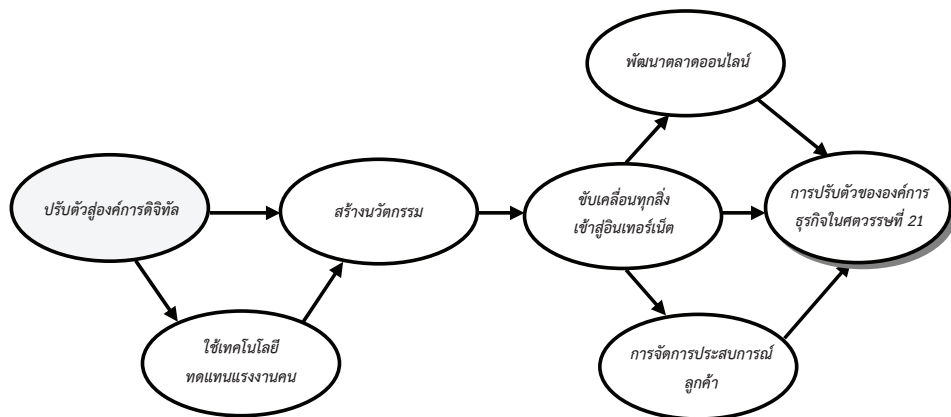 พัฒนาตลาดออนไลน์
ปรับตัวสู่องค์การดิจิทัล
สร้างนวัตกรรม
ขับเคลื่อนทุกสิ่ง
เข้าสู่อินเทอร์เน็ต
การปรับตัวขององค์การ
ธุรกิจในศตวรรษที่ 21
ใช้เทคโนโลยี
ทดแทนแรงงานคน
การจัดการประสบการณ์
ลูกค้า